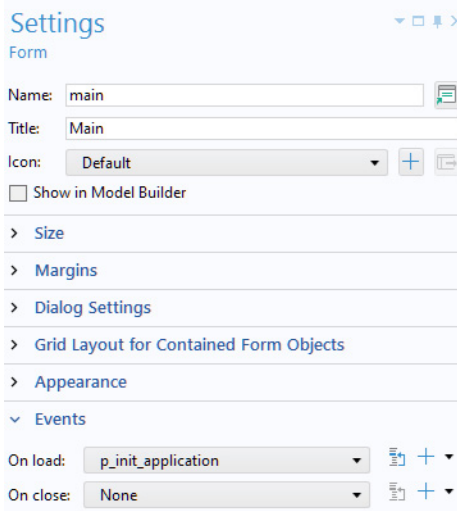 Settings
Form
Name: main
Title: Main
Icon: Default
Show in Model Builder
Size
Margins
Dialog Settings
Grid Layout for Contained Form Objects
Appearance
Events
On load: p_init_application
On close: None